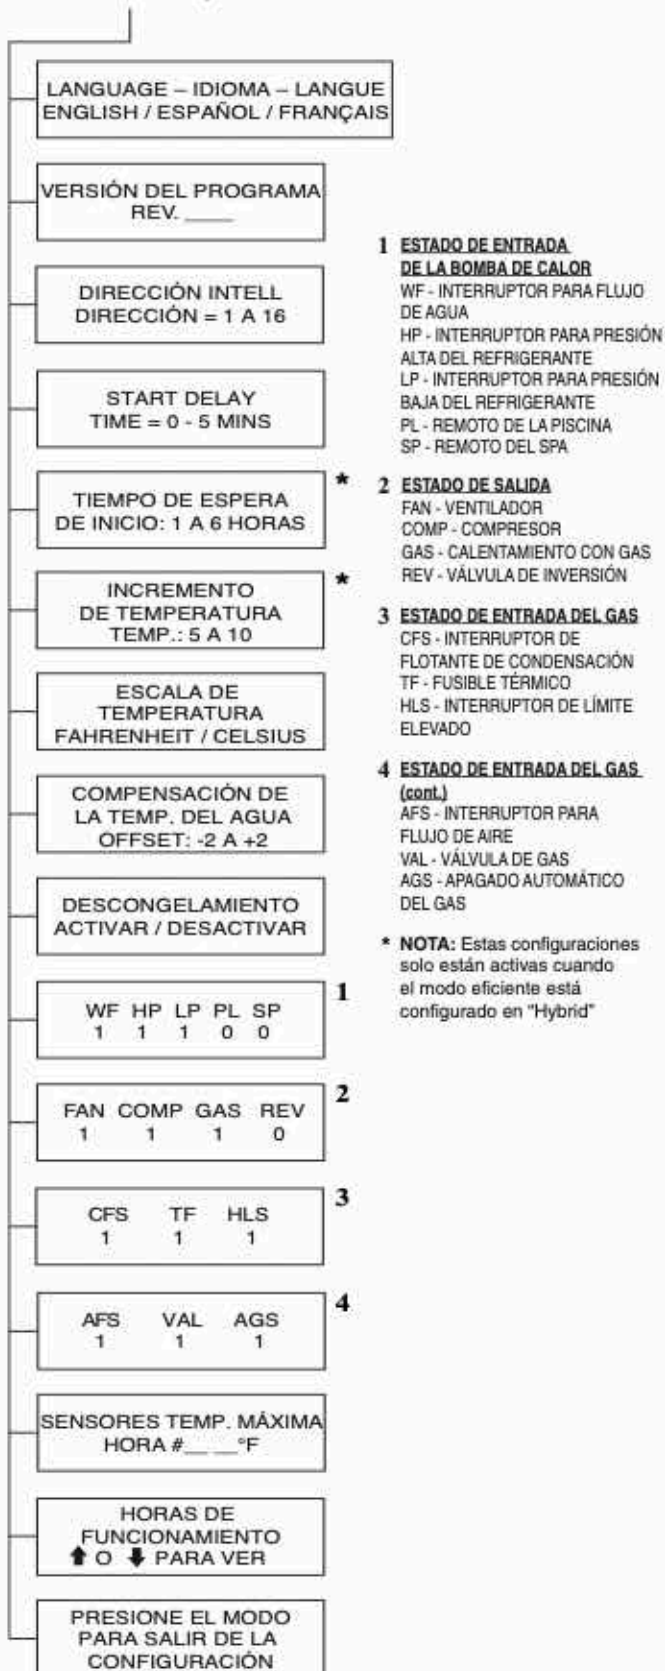 LANGUAGE – IDIOMA – LANGUE
ENGLISH / ESPAÑOL / FRANÇAIS
VERSIÓN DEL PROGRAMA
REV. ____
DIRECCIÓN INTELL
DIRECCIÓN = 1 A 16
START DELAY
TIME = 0 - 5 MINS
TIEMPO DE ESPERA
DE INICIO: 1 A 6 HORAS
*
INCREMENTO
DE TEMPERATURA
TEMP.: 5 A 10
*
ESCALA DE
TEMPERATURA
FAHRENHEIT / CELSIUS
COMPENSACIÓN DE
LA TEMP. DEL AGUA
OFFSET: -2 A +2
DESCONGELAMIENTO
ACTIVAR / DESACTIVAR
WF HP LP PL SP
1 1 1 0 0
1
FAN COMP GAS REV
1 1 1 0
2
CFS TF HLS
1 1 1
3
AFS VAL AGS
1 1 1
4
SENSORES TEMP. MÁXIMA
HORA #__ __°F
HORAS DE
FUNCIONAMIENTO
⬆ O ⬇ PARA VER
PRESIONE EL MODO
PARA SALIR DE LA
CONFIGURACIÓN
1 ESTADO DE ENTRADA
DE LA BOMBA DE CALOR
WF - INTERRUPTOR PARA FLUJO
DE AGUA
HP - INTERRUPTOR PARA PRESIÓN
ALTA DEL REFRIGERANTE
LP - INTERRUPTOR PARA PRESIÓN
BAJA DEL REFRIGERANTE
PL - REMOTO DE LA PISCINA
SP - REMOTO DEL SPA
2 ESTADO DE SALIDA
FAN - VENTILADOR
COMP - COMPRESOR
GAS - CALENTAMIENTO CON GAS
REV - VÁLVULA DE INVERSIÓN
3 ESTADO DE ENTRADA DEL GAS
CFS - INTERRUPTOR DE
FLOTANTE DE CONDENSACIÓN
TF - FUSIBLE TÉRMICO
HLS - INTERRUPTOR DE LÍMITE
ELEVADO
4 ESTADO DE ENTRADA DEL GAS
(cont.)
AFS - INTERRUPTOR PARA
FLUJO DE AIRE
VAL - VÁLVULA DE GAS
AGS - APAGADO AUTOMÁTICO
DEL GAS
* NOTA: Estas configuraciones
solo están activas cuando
el modo eficiente está
configurado en "Hybrid"